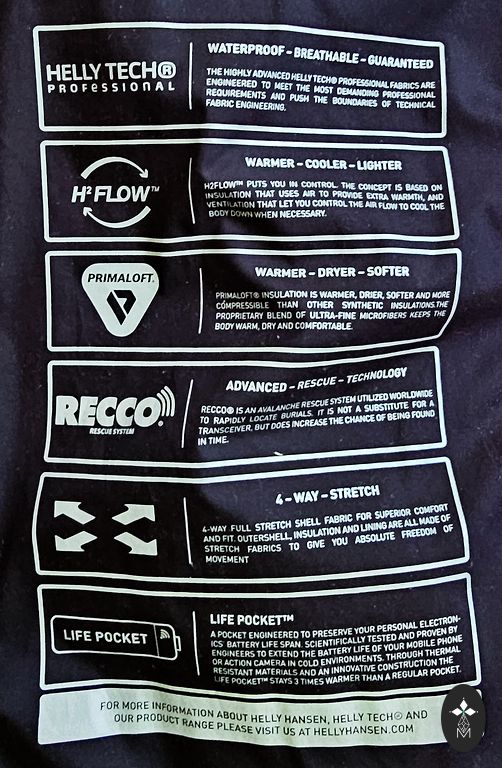 HELLY TECH®
PROFESSIONAL
WATERPROOF – BREATHABLE – GUARANTEED
THE HIGHLY ADVANCED HELLY TECH® PROFESSIONAL FABRICS ARE
ENGINEERED TO MEET THE MOST DEMANDING PROFESSIONAL
REQUIREMENTS AND PUSH THE BOUNDARIES OF TECHNICAL
FABRIC ENGINEERING.
H² FLOW™
WARMER – COOLER – LIGHTER
H2FLOW™ PUTS YOU IN CONTROL. THE CONCEPT IS BASED ON
INSULATION THAT USES AIR TO PROVIDE EXTRA WARMTH, AND
VENTILATION THAT LET YOU CONTROL THE AIR FLOW TO COOL THE
BODY DOWN WHEN NECESSARY.
PRIMALOFT.
WARMER – DRYER – SOFTER
PRIMALOFT® INSULATION IS WARMER, DRIER, SOFTER AND MORE
COMPRESSIBLE THAN OTHER SYNTHETIC INSULATIONS.THE
PROPRIETARY BLEND OF ULTRA-FINE MICROFIBERS KEEPS THE
BODY WARM, DRY AND COMFORTABLE.
RECCO®
RESCUE SYSTEM
ADVANCED – RESCUE – TECHNOLOGY
RECCO® IS AN AVALANCHE RESCUE SYSTEM UTILIZED WORLDWIDE
TO RAPIDLY LOCATE BURIALS. IT IS NOT A SUBSTITUTE FOR A
TRANSCEIVER, BUT DOES INCREASE THE CHANCE OF BEING FOUND
IN TIME.
4 – WAY – STRETCH
4-WAY FULL STRETCH SHELL FABRIC FOR SUPERIOR COMFORT
AND FIT. OUTERSHELL, INSULATION AND LINING ARE ALL MADE OF
STRETCH FABRICS TO GIVE YOU ABSOLUTE FREEDOM OF
MOVEMENT
LIFE POCKET
LIFE POCKET™
A POCKET ENGINEERED TO PRESERVE YOUR PERSONAL ELECTRON-
ICS' BATTERY LIFE SPAN. SCIENTIFICALLY TESTED AND PROVEN BY
ENGINEERS TO EXTEND THE BATTERY LIFE OF YOUR MOBILE PHONE
OR ACTION CAMERA IN COLD ENVIRONMENTS. THROUGH THERMAL
RESISTANT MATERIALS AND AN INNOVATIVE CONSTRUCTION THE
LIFE POCKET™ STAYS 3 TIMES WARMER THAN A REGULAR POCKET.
FOR MORE INFORMATION ABOUT HELLY HANSEN, HELLY TECH® AND
OUR PRODUCT RANGE PLEASE VISIT US AT HELLYHANSEN.COM
M